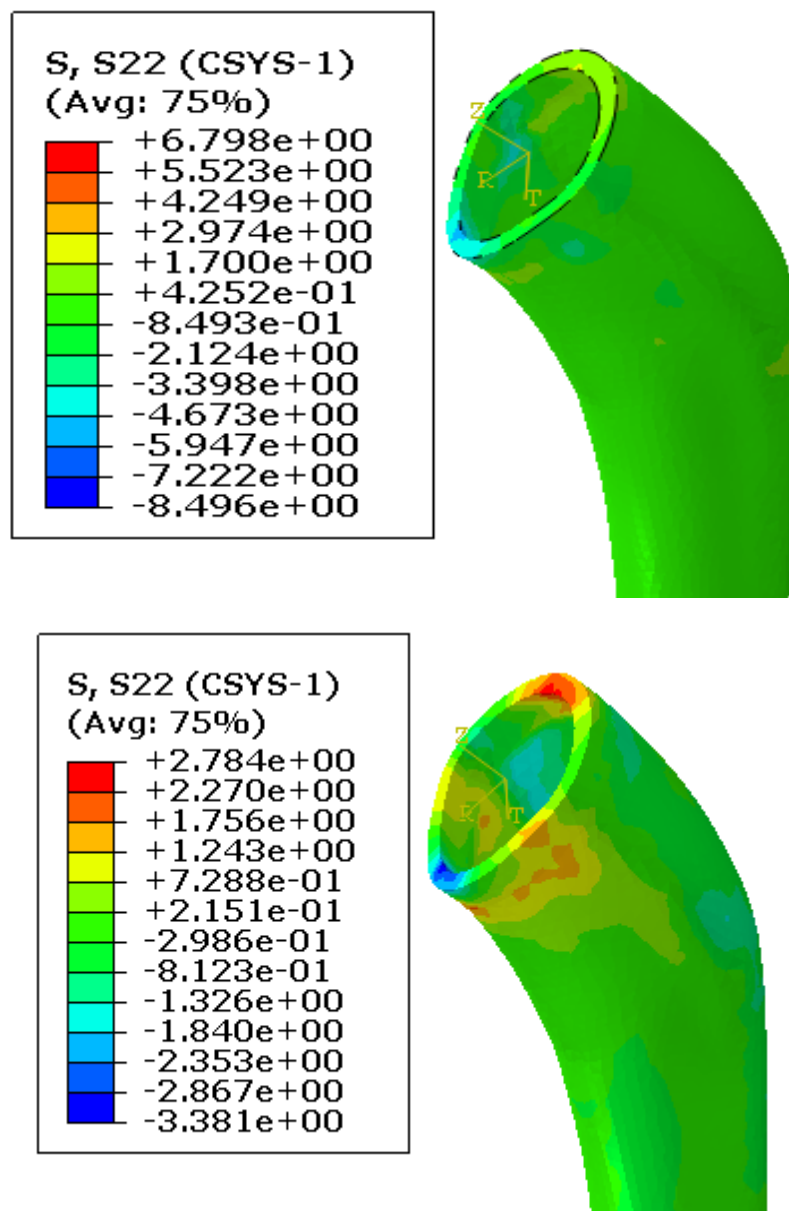 S, S22 (CSYS-1)
(Avg: 75%)
+6.798e+00
+5.523e+00
+4.249e+00
+2.974e+00
+1.700e+00
+4.252e-01
-8.493e-01
-2.124e+00
-3.398e+00
-4.673e+00
-5.947e+00
-7.222e+00
-8.496e+00
Z
R
T
S, S22 (CSYS-1)
(Avg: 75%)
+2.784e+00
+2.270e+00
+1.756e+00
+1.243e+00
+7.288e-01
+2.151e-01
-2.986e-01
-8.123e-01
-1.326e+00
-1.840e+00
-2.353e+00
-2.867e+00
-3.381e+00
Z
R
T